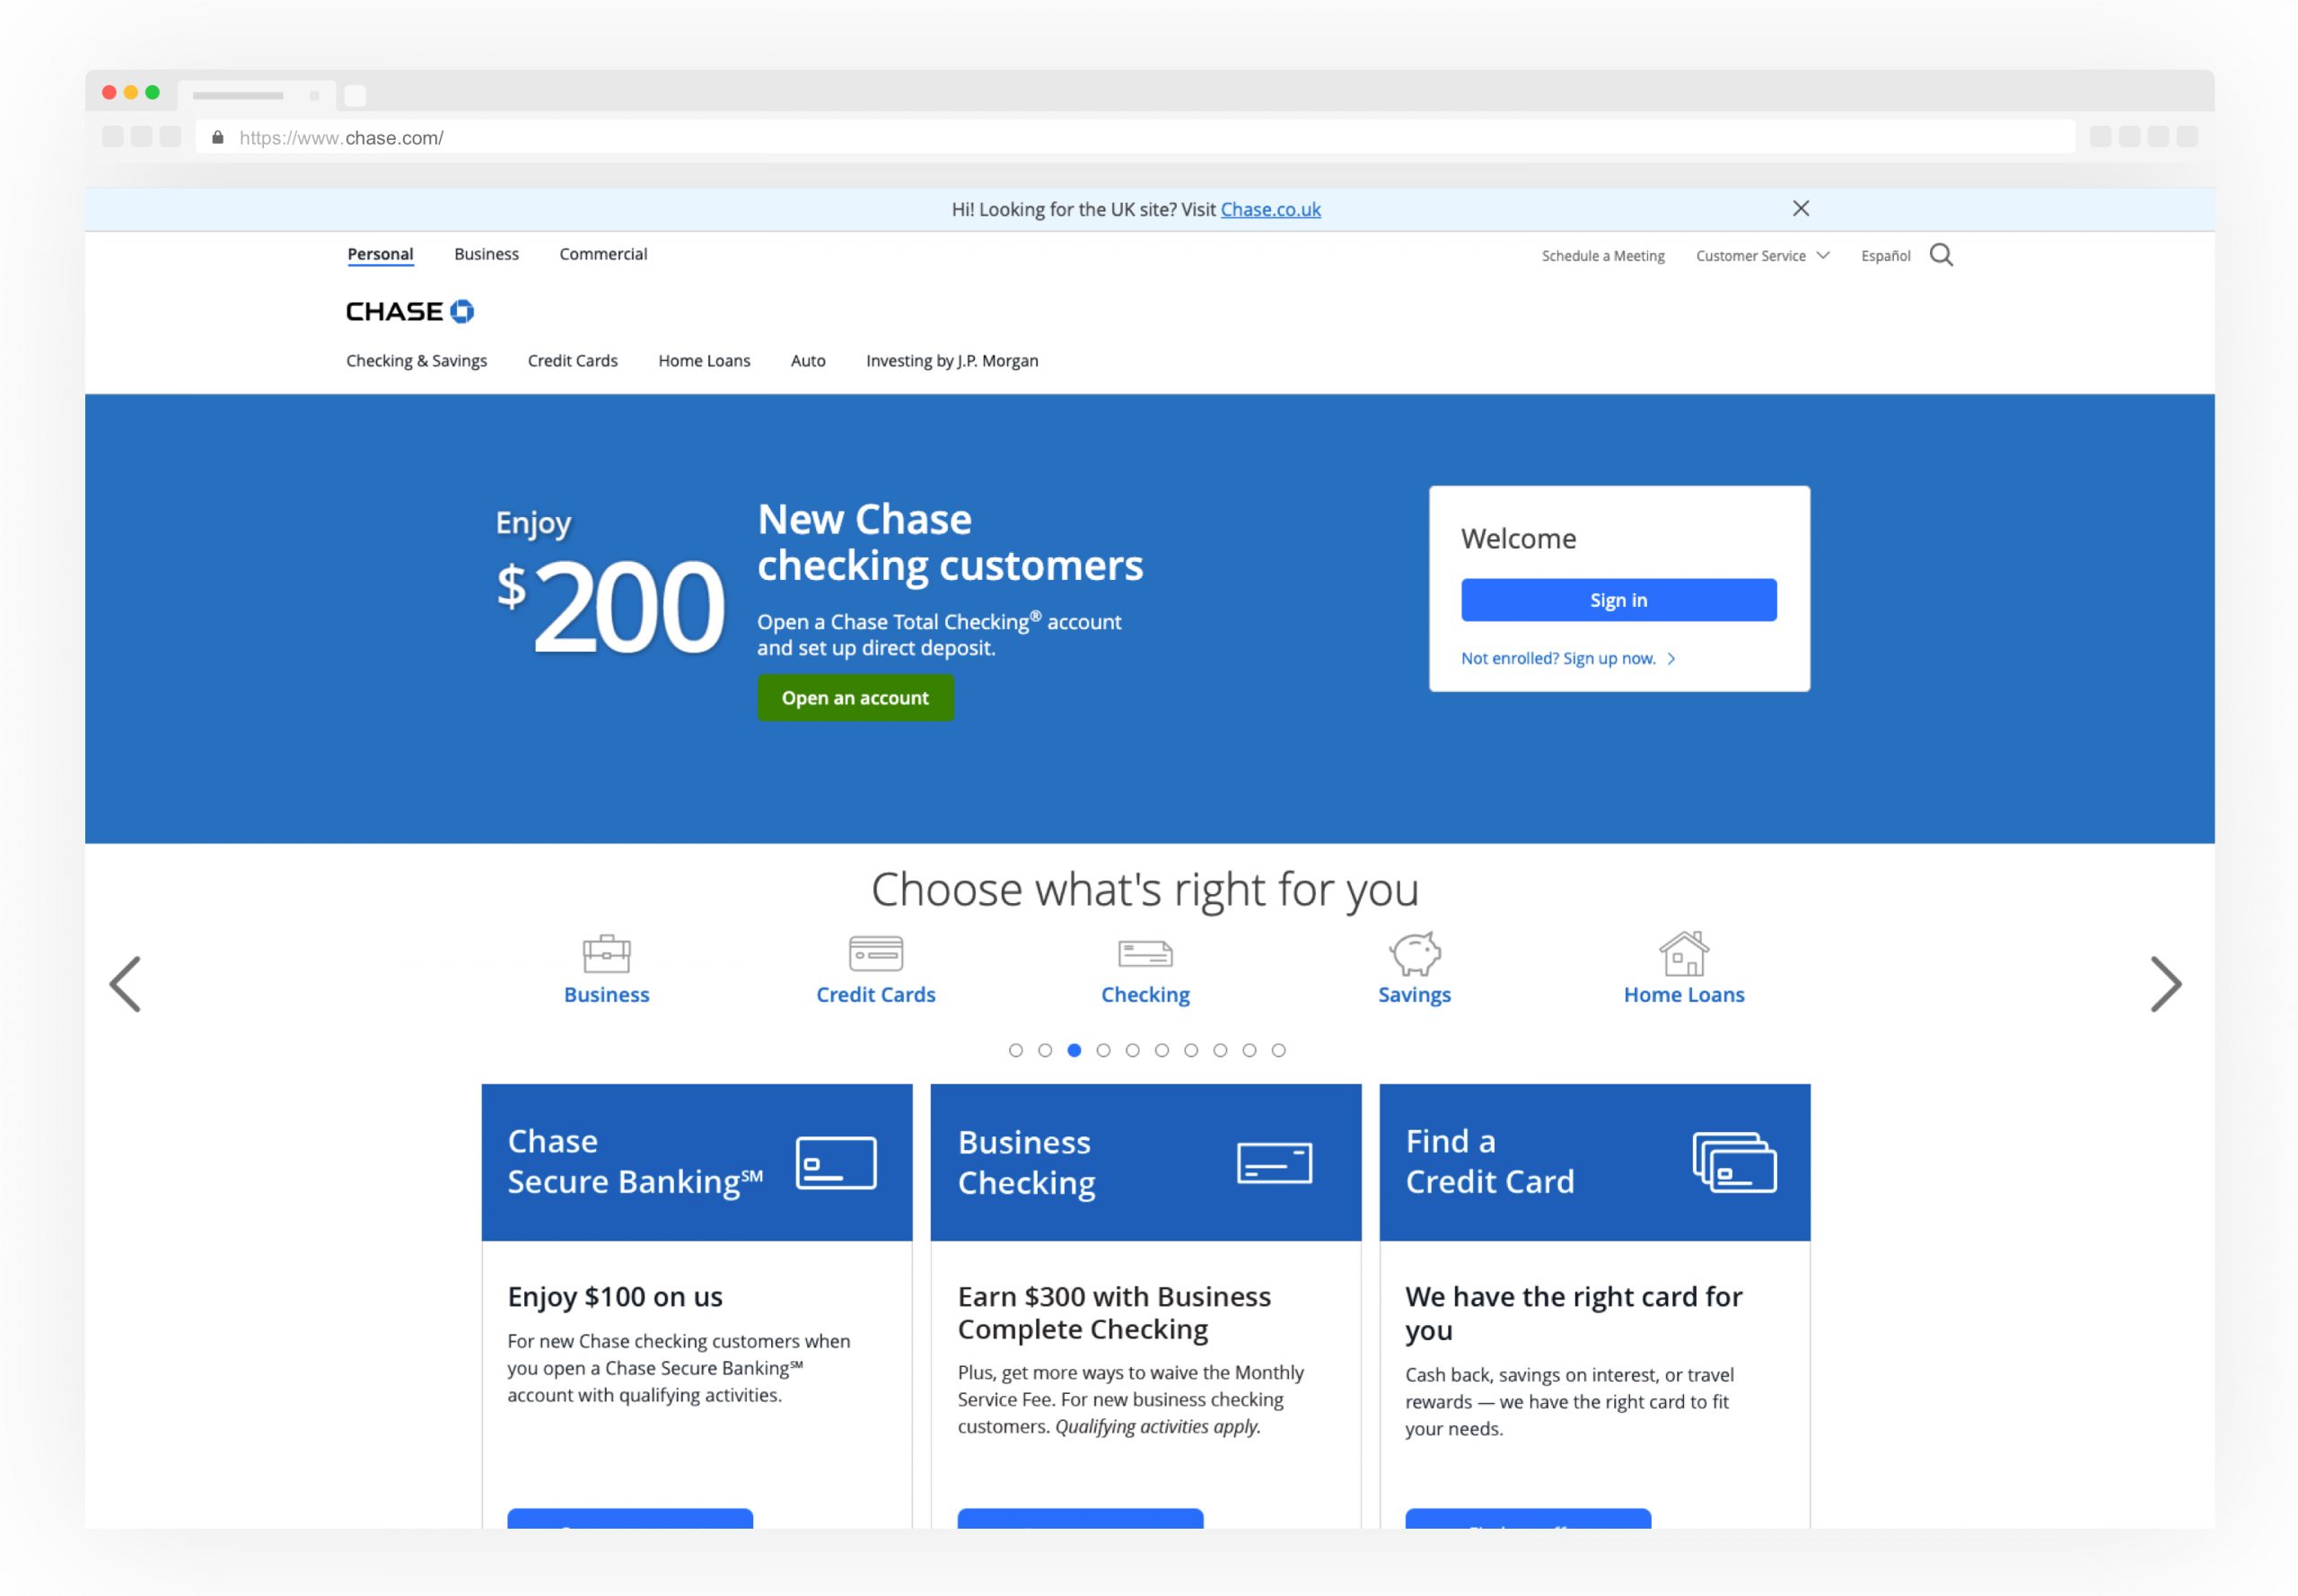 https://www.chase.com/
Hi! Looking for the UK site? Visit Chase.co.uk
Personal Business Commercial
Schedule a Meeting Customer Service Español
CHASE
Checking & Savings Credit Cards Home Loans Auto Investing by J.P. Morgan
Enjoy
$200
New Chase
checking customers
Open a Chase Total Checking® account
and set up direct deposit.
Open an account
Welcome
Sign in
Not enrolled? Sign up now.
Choose what's right for you
Business Credit Cards Checking Savings Home Loans
Chase
Secure Banking℠
Enjoy $100 on us
For new Chase checking customers when
you open a Chase Secure Banking℠
account with qualifying activities.
Business
Checking
Earn $300 with Business
Complete Checking
Plus, get more ways to waive the Monthly
Service Fee. For new business checking
customers. Qualifying activities apply.
Find a
Credit Card
We have the right card for
you
Cash back, savings on interest, or travel
rewards — we have the right card to fit
your needs.